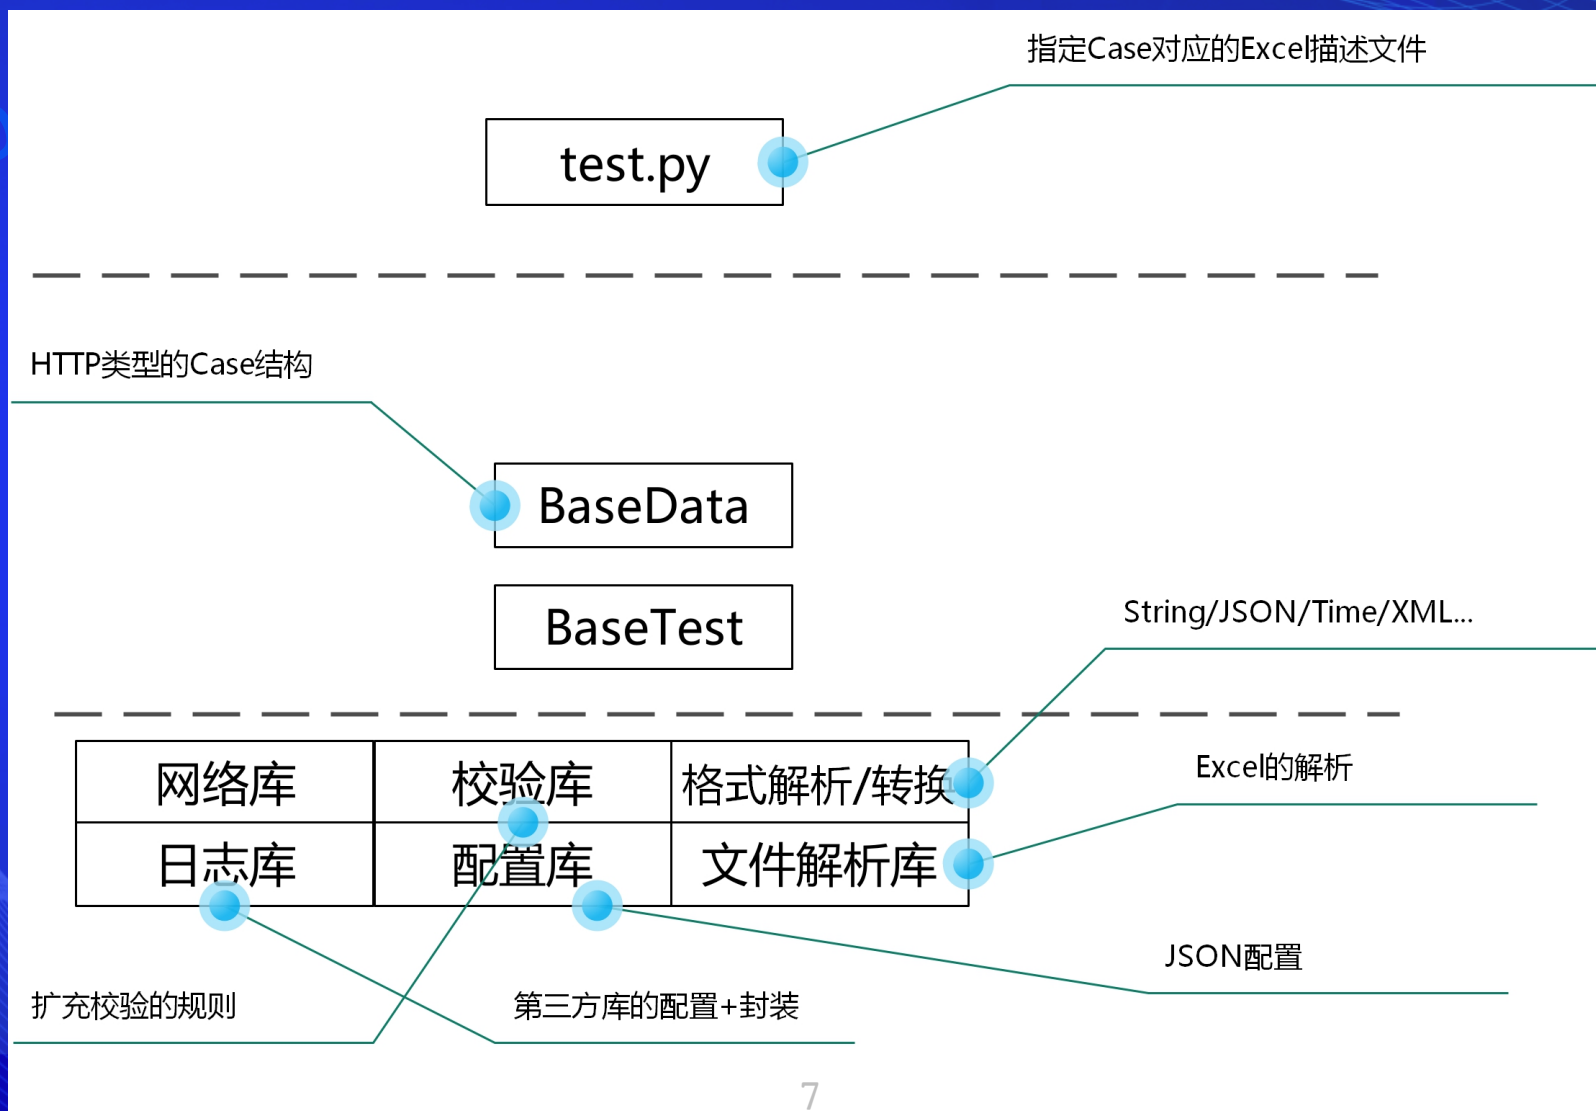 指定Case对应的Excel描述文件
test.py
HTTP类型的Case结构
BaseData
BaseTest
String/JSON/Time/XML...
网络库 校验库 格式解析/转换
Excel的解析
日志库 配置库 文件解析库
JSON配置
扩充校验的规则 第三方库的配置+封装
7